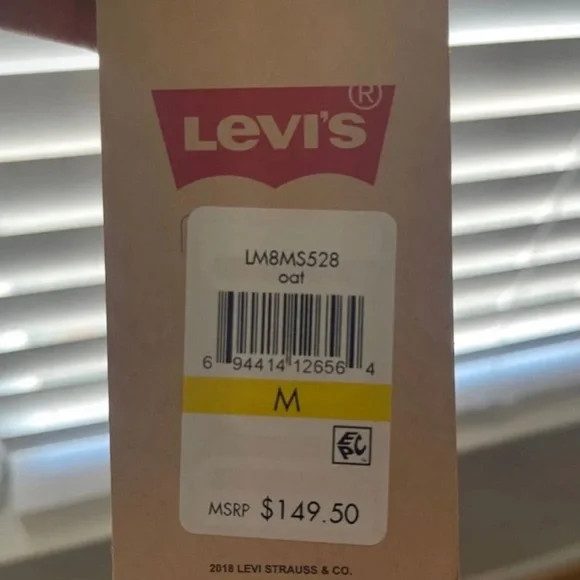 LEVI'S®
LM8MS528
oat
6 94414 12656 4
M
EPC
MSRP $149.50
2018 LEVI STRAUSS & CO.